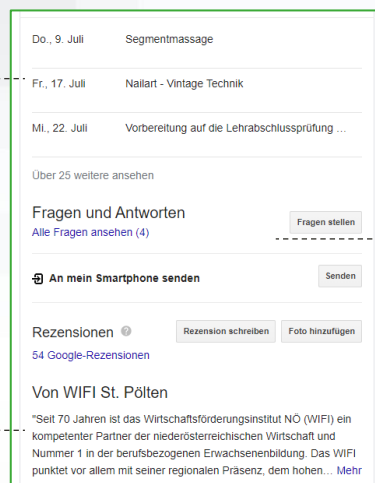 Do., 9. Juli Segmentmassage
Fr., 17. Juli Nailart - Vintage Technik
Mi., 22. Juli Vorbereitung auf die Lehrabschlussprüfung ...
Über 25 weitere ansehen
Fragen und Antworten
Fragen stellen
Alle Fragen ansehen (4)
An mein Smartphone senden Senden
Rezensionen Rezension schreiben Foto hinzufügen
54 Google-Rezensionen
Von WIFI St. Pölten
"Seit 70 Jahren ist das Wirtschaftsförderungsinstitut NÖ (WIFI) ein
kompetenter Partner der niederösterreichischen Wirtschaft und
Nummer 1 in der berufsbezogenen Erwachsenenbildung. Das WIFI
punktet vor allem mit seiner regionalen Präsenz, dem hohen... Mehr